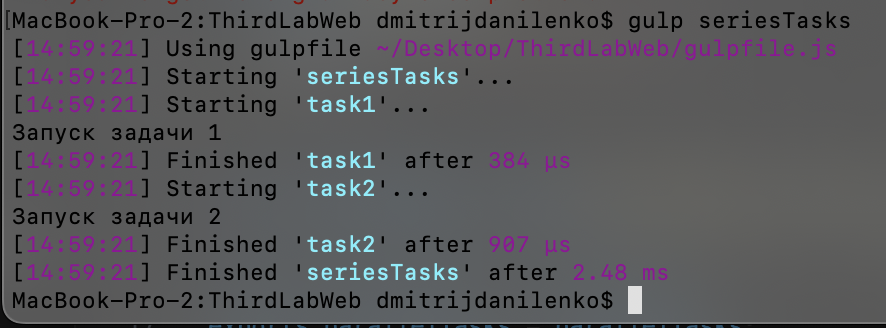 [MacBook-Pro-2:ThirdLabWeb dmitrijdanilenko$ gulp seriesTasks
[14:59:21] Using gulpfile ~/Desktop/ThirdLabWeb/gulpfile.js
[14:59:21] Starting 'seriesTasks'...
[14:59:21] Starting 'task1'...
Запуск задачи 1
[14:59:21] Finished 'task1' after 384 μs
[14:59:21] Starting 'task2'...
Запуск задачи 2
[14:59:21] Finished 'task2' after 907 μs
[14:59:21] Finished 'seriesTasks' after 2.48 ms
MacBook-Pro-2:ThirdLabWeb dmitrijdanilenko$